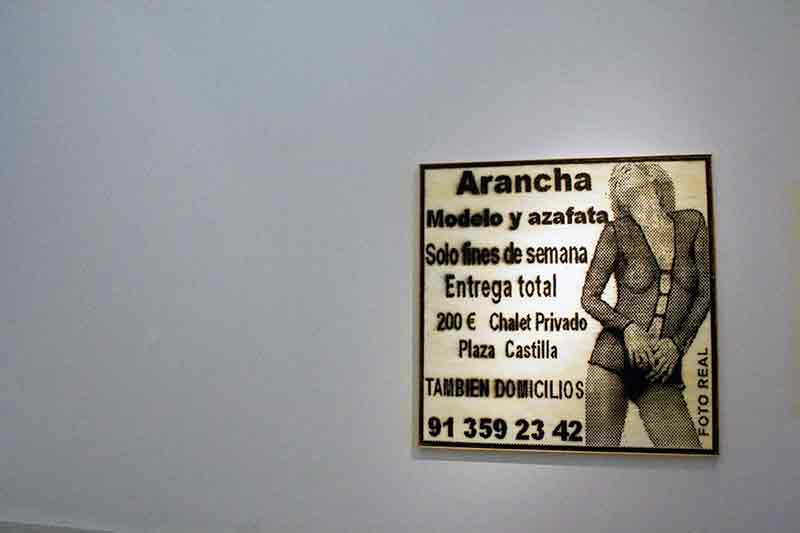 Arancha
Modelo y azafata
Solo fines de semana
Entrega total
200 € Chalet Privado
Plaza Castilla
TAMBIEN DOMICILIOS
91 359 23 42
FOTO REAL